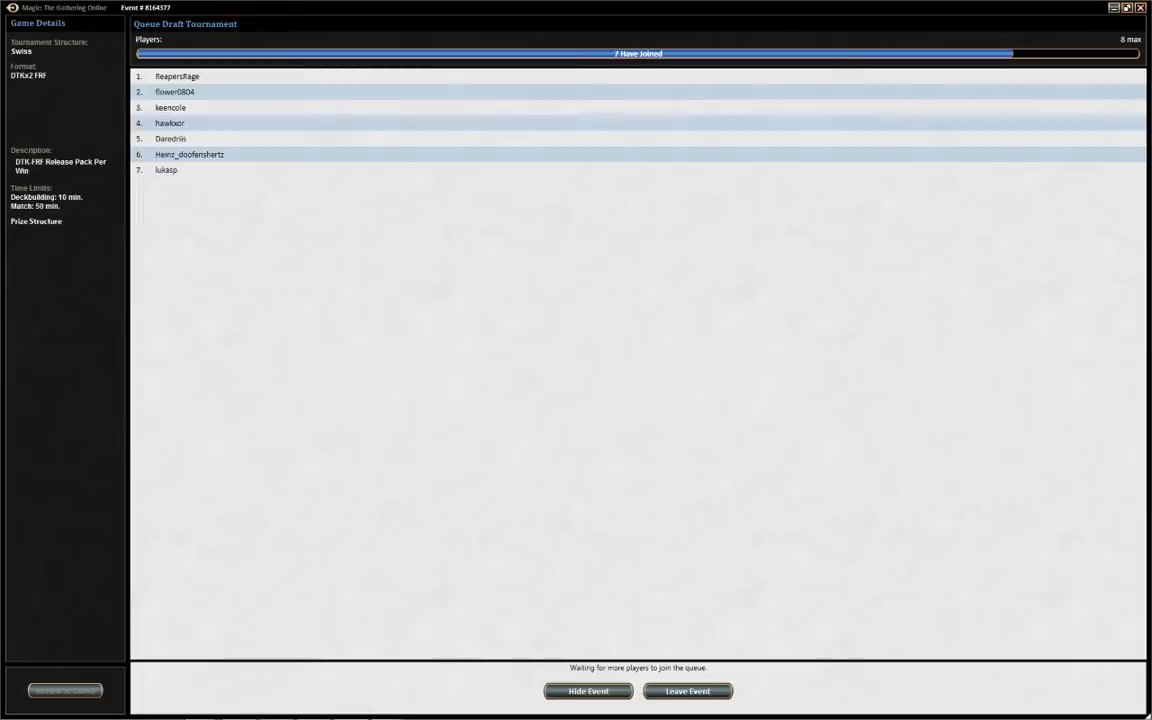 Magic: The Gathering Online Event # 8164377
Game Details
Tournament Structure:
Swiss
Format:
DTKx2 FRF
Description:
DTK-FRF Release Pack Per
Win
Time Limits:
Deckbuilding: 10 min.
Match: 50 min.
Prize Structure
Queue Draft Tournament
Players:
8 max
7 Have Joined
1. ReapersRage
2. flower0804
3. keencole
4. hawkxor
5. Daredriis
6. Heinz_doofenshertz
7. lukasp
Waiting for more players to join the queue.
Hide Event
Leave Event